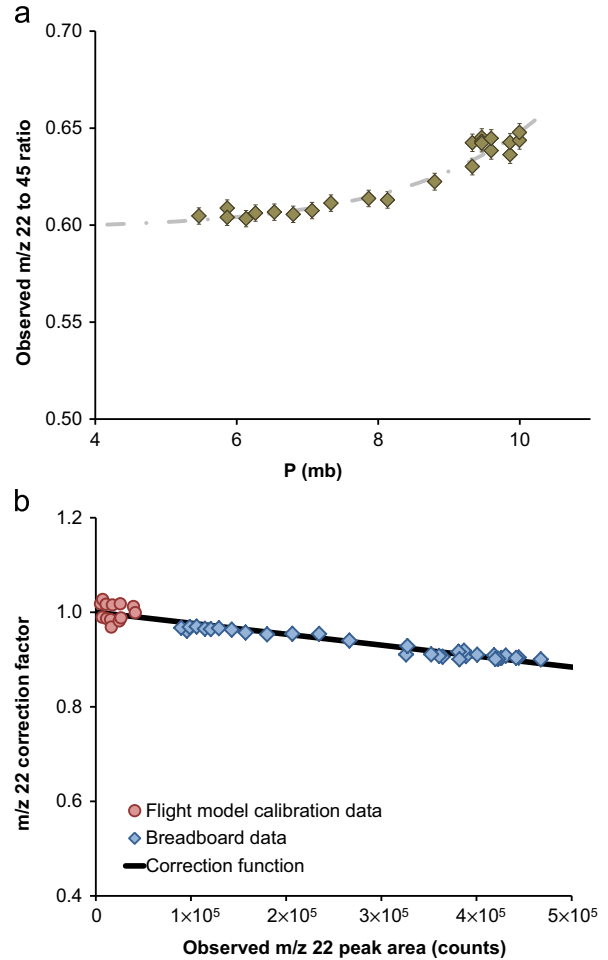 a
0.70
0.65
0.60
0.55
0.50
Observed m/z 22 to 45 ratio
4 6 8 10
P (mb)
b
1.2
1.0
0.8
0.6
0.4
m/z 22 correction factor
Flight model calibration data
Breadboard data
Correction function
0 1×10⁵ 2×10⁵ 3×10⁵ 4×10⁵ 5×10⁵
Observed m/z 22 peak area (counts)